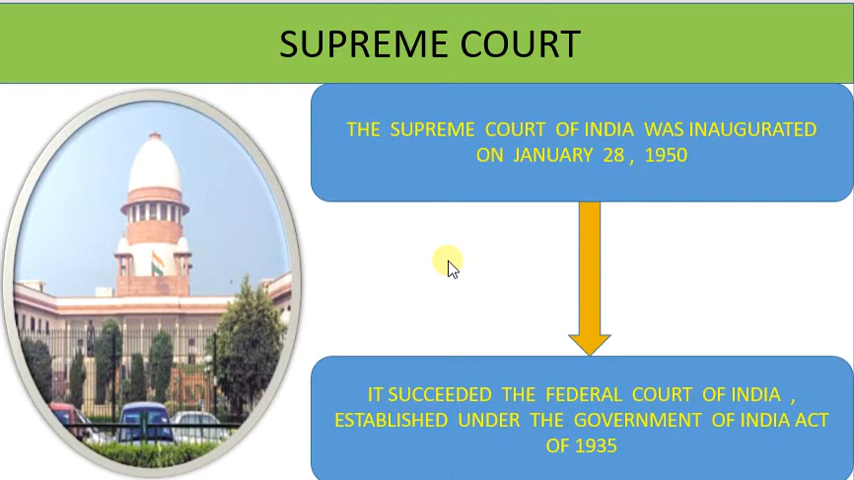 SUPREME COURT
THE SUPREME COURT OF INDIA WAS INAUGURATED
ON JANUARY 28 , 1950
IT SUCCEEDED THE FEDERAL COURT OF INDIA ,
ESTABLISHED UNDER THE GOVERNMENT OF INDIA ACT
OF 1935